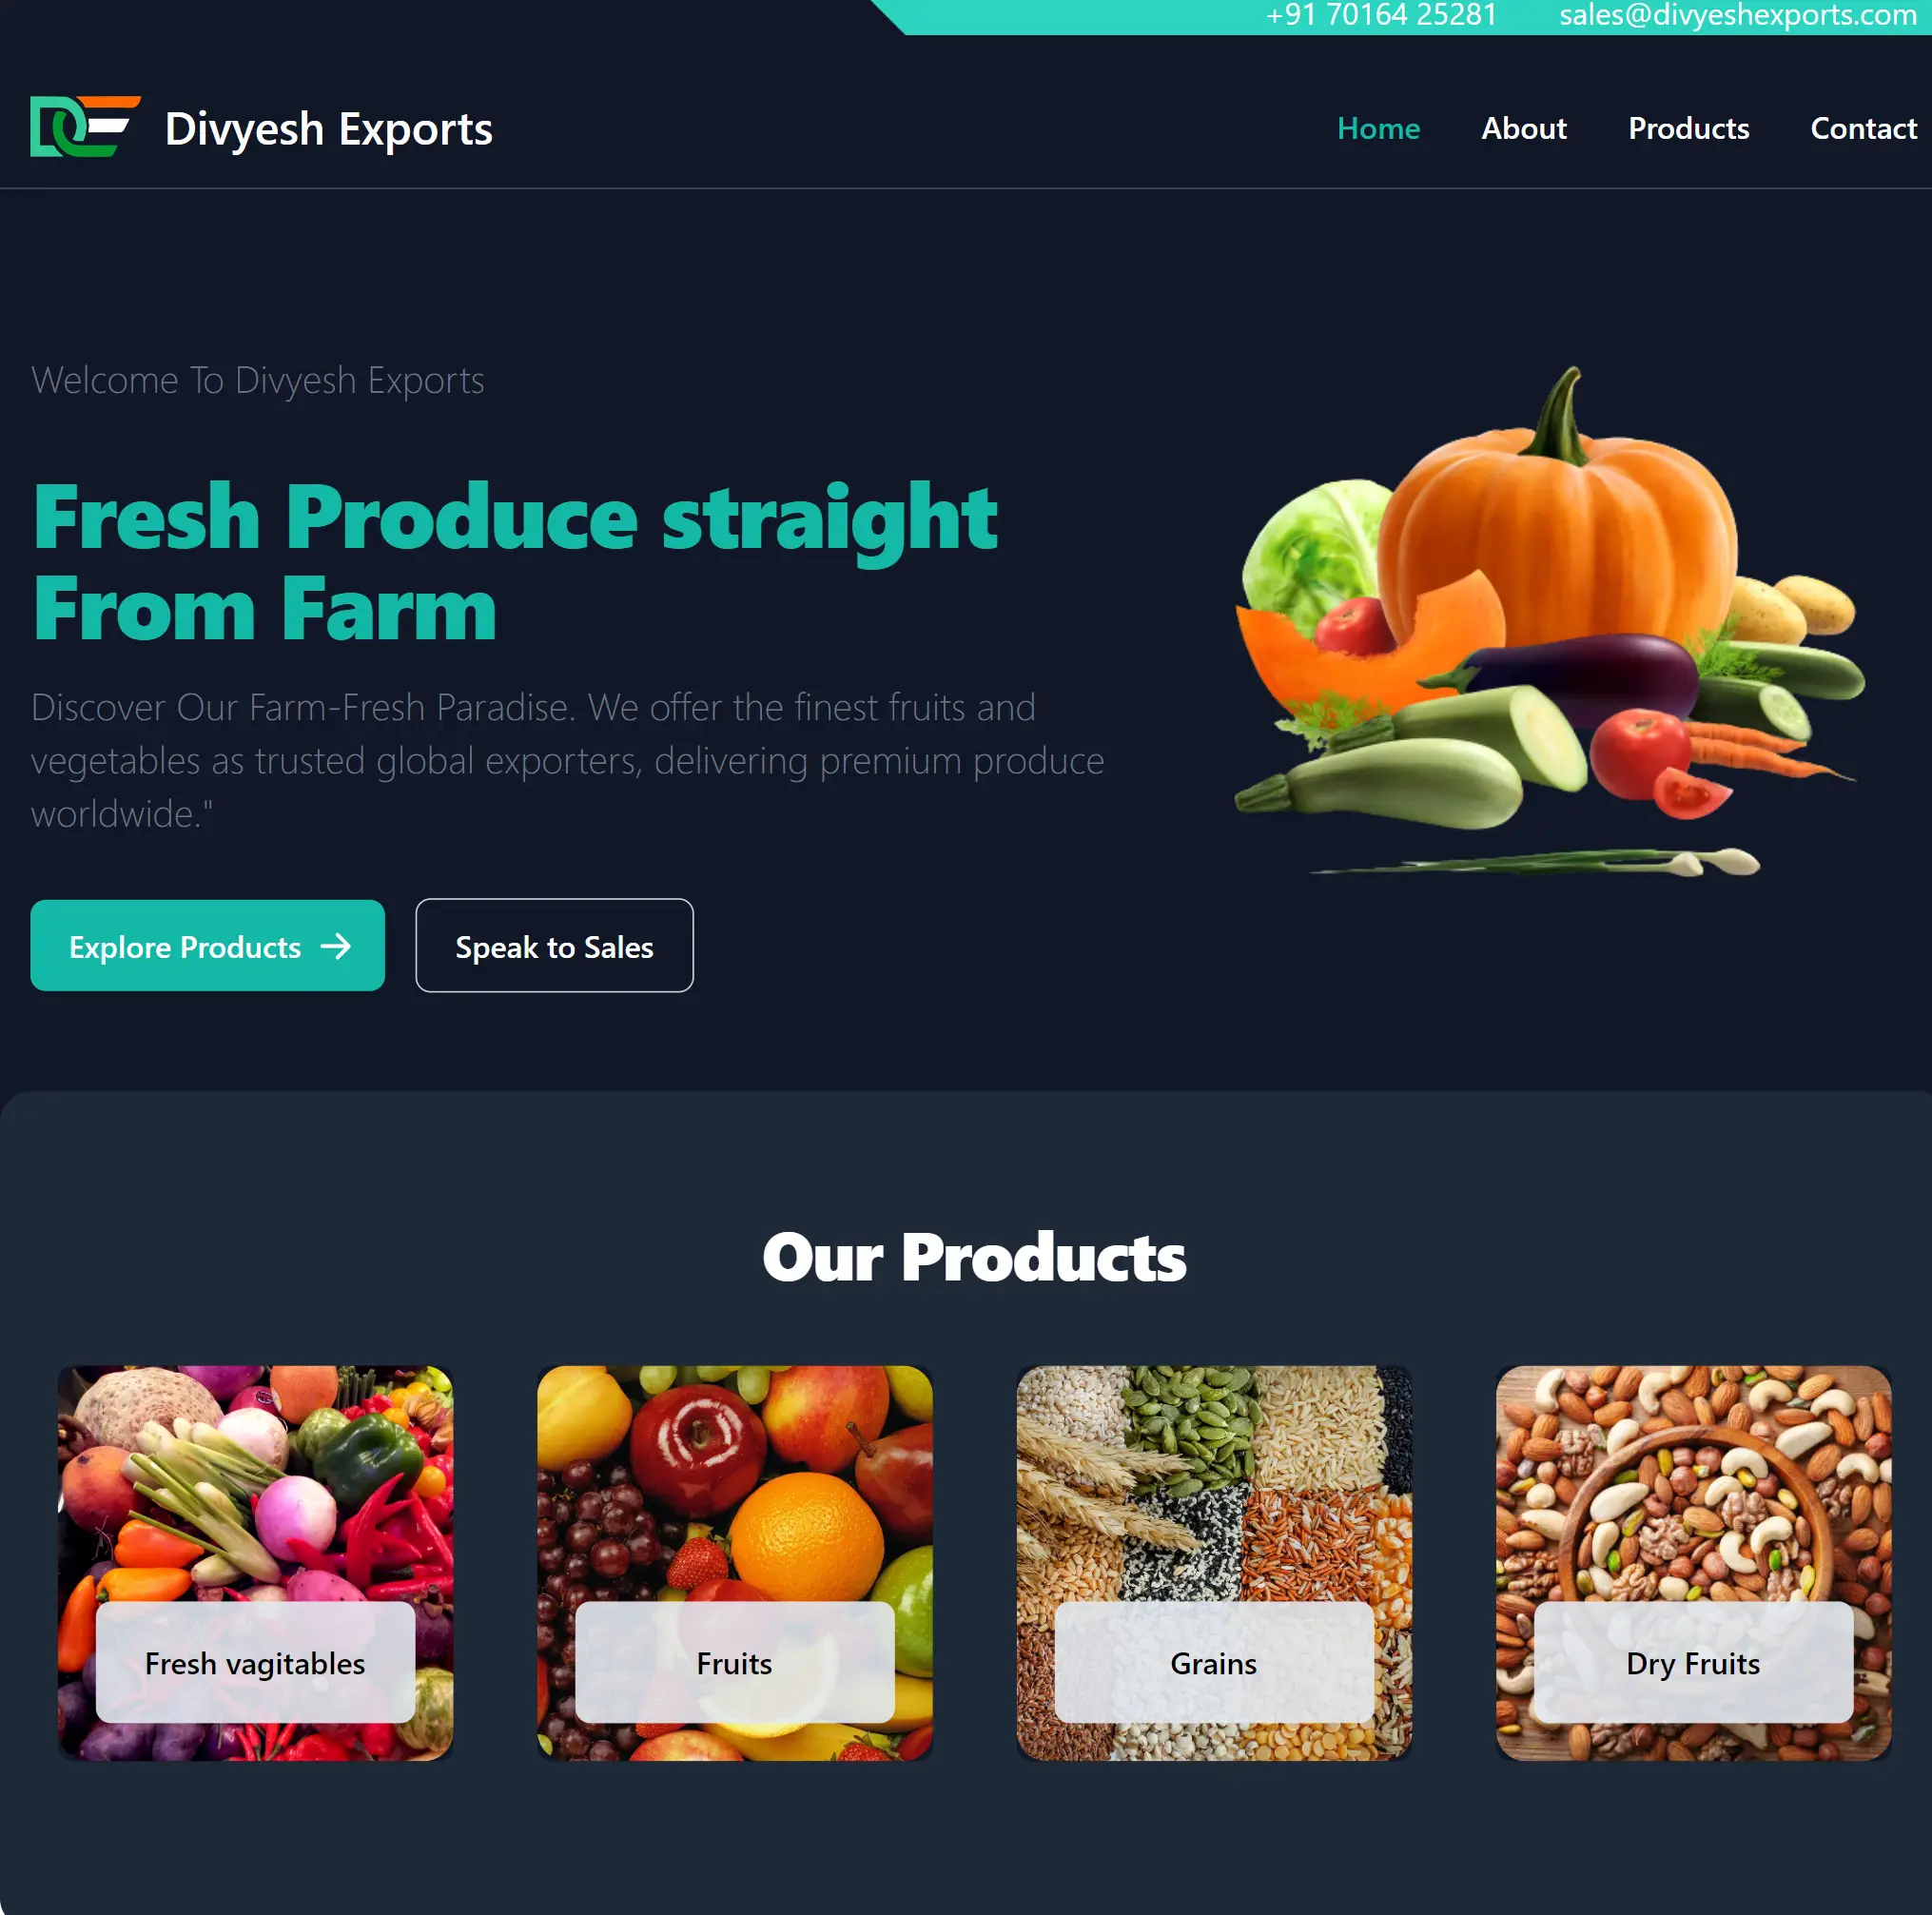 +91 70164 25281 sales@divyeshexports.com
Divyesh Exports
Home About Products Contact
Welcome To Divyesh Exports
Fresh Produce straight
From Farm
Discover Our Farm-Fresh Paradise. We offer the finest fruits and
vegetables as trusted global exporters, delivering premium produce
worldwide."
Explore Products → Speak to Sales
Our Products
Fresh vagitables Fruits Grains Dry Fruits